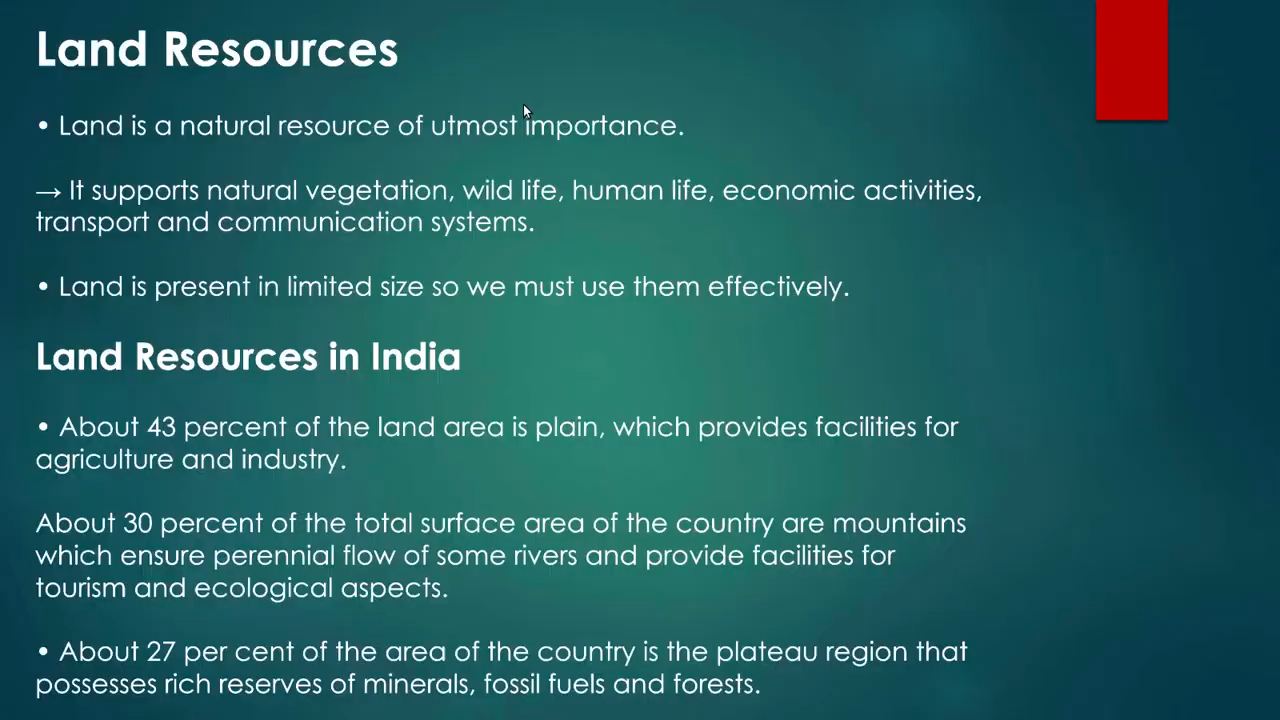 Land Resources
• Land is a natural resource of utmost importance.
→ It supports natural vegetation, wild life, human life, economic activities,
transport and communication systems.
• Land is present in limited size so we must use them effectively.
Land Resources in India
• About 43 percent of the land area is plain, which provides facilities for
agriculture and industry.
About 30 percent of the total surface area of the country are mountains
which ensure perennial flow of some rivers and provide facilities for
tourism and ecological aspects.
• About 27 per cent of the area of the country is the plateau region that
possesses rich reserves of minerals, fossil fuels and forests.